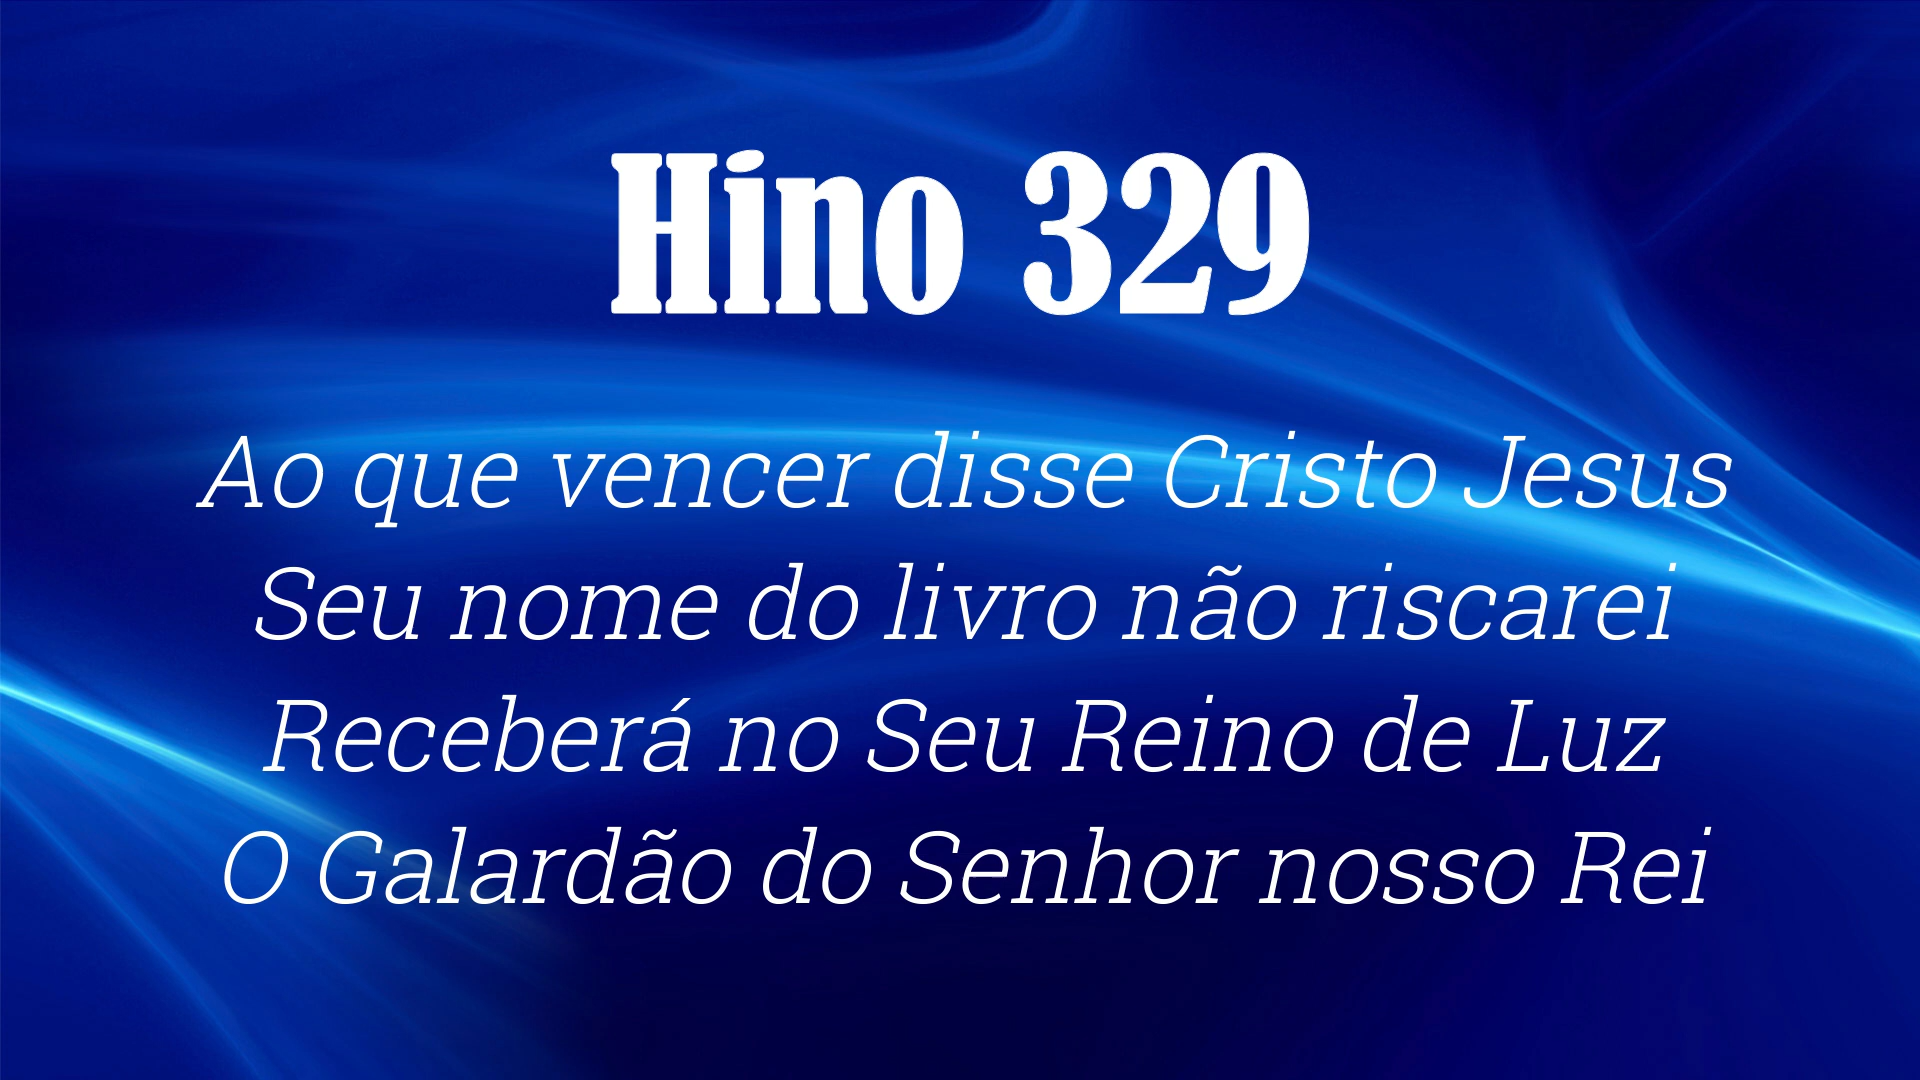 Hino 329
Ao que vencer disse Cristo Jesus
Seu nome do livro não riscarei
Receberá no Seu Reino de Luz
O Galardão do Senhor nosso Rei